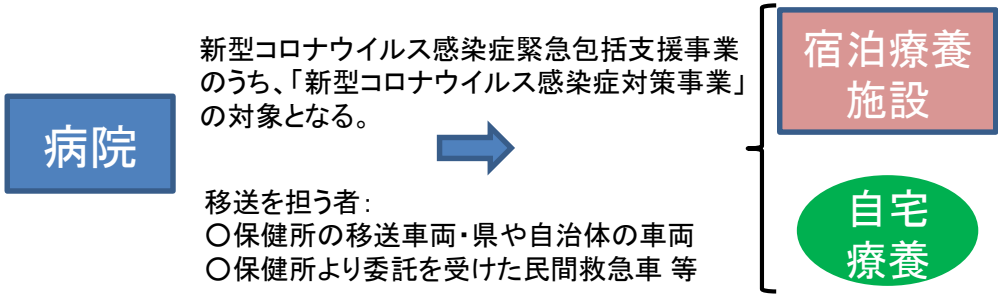 病院
新型コロナウイルス感染症緊急包括支援事業
のうち、「新型コロナウイルス感染症対策事業」
の対象となる。
移送を担う者：
○保健所の移送車両・県や自治体の車両
○保健所より委託を受けた民間救急車 等
宿泊療養
施設
自宅
療養